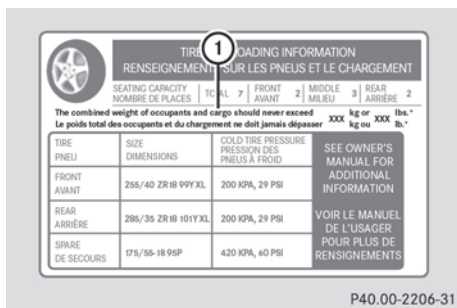 1
TIRE LOADING INFORMATION
RENSEIGNEMENTS SUR LES PNEUS ET LE CHARGEMENT
SEATING CAPACITY TOTAL 7 FRONT 2 MIDDLE 3 REAR 2
NOMBRE DE PLACES AVANT MILIEU ARRIÈRE
The combined weight of occupants and cargo should never exceed XXX kg or XXX lbs.*
Le poids total des occupants et du chargement ne doit jamais dépasser kg ou lb.*
TIRE SIZE COLD TIRE PRESSURE
PNEU DIMENSIONS PRESSION DES
PNEUS À FROID
FRONT
AVANT
255/40 ZR18 99Y XL 200 KPA, 29 PSI
REAR
ARRIÈRE
285/35 ZR18 101Y XL 200 KPA, 29 PSI
SPARE
DE SECOURS
175/55-18 95P 420 KPA, 60 PSI
SEE OWNER'S
MANUAL FOR
ADDITIONAL
INFORMATION
VOIR LE MANUEL
DE L'USAGER
POUR PLUS DE
RENSIGNEMENTS
P40.00-2206-31